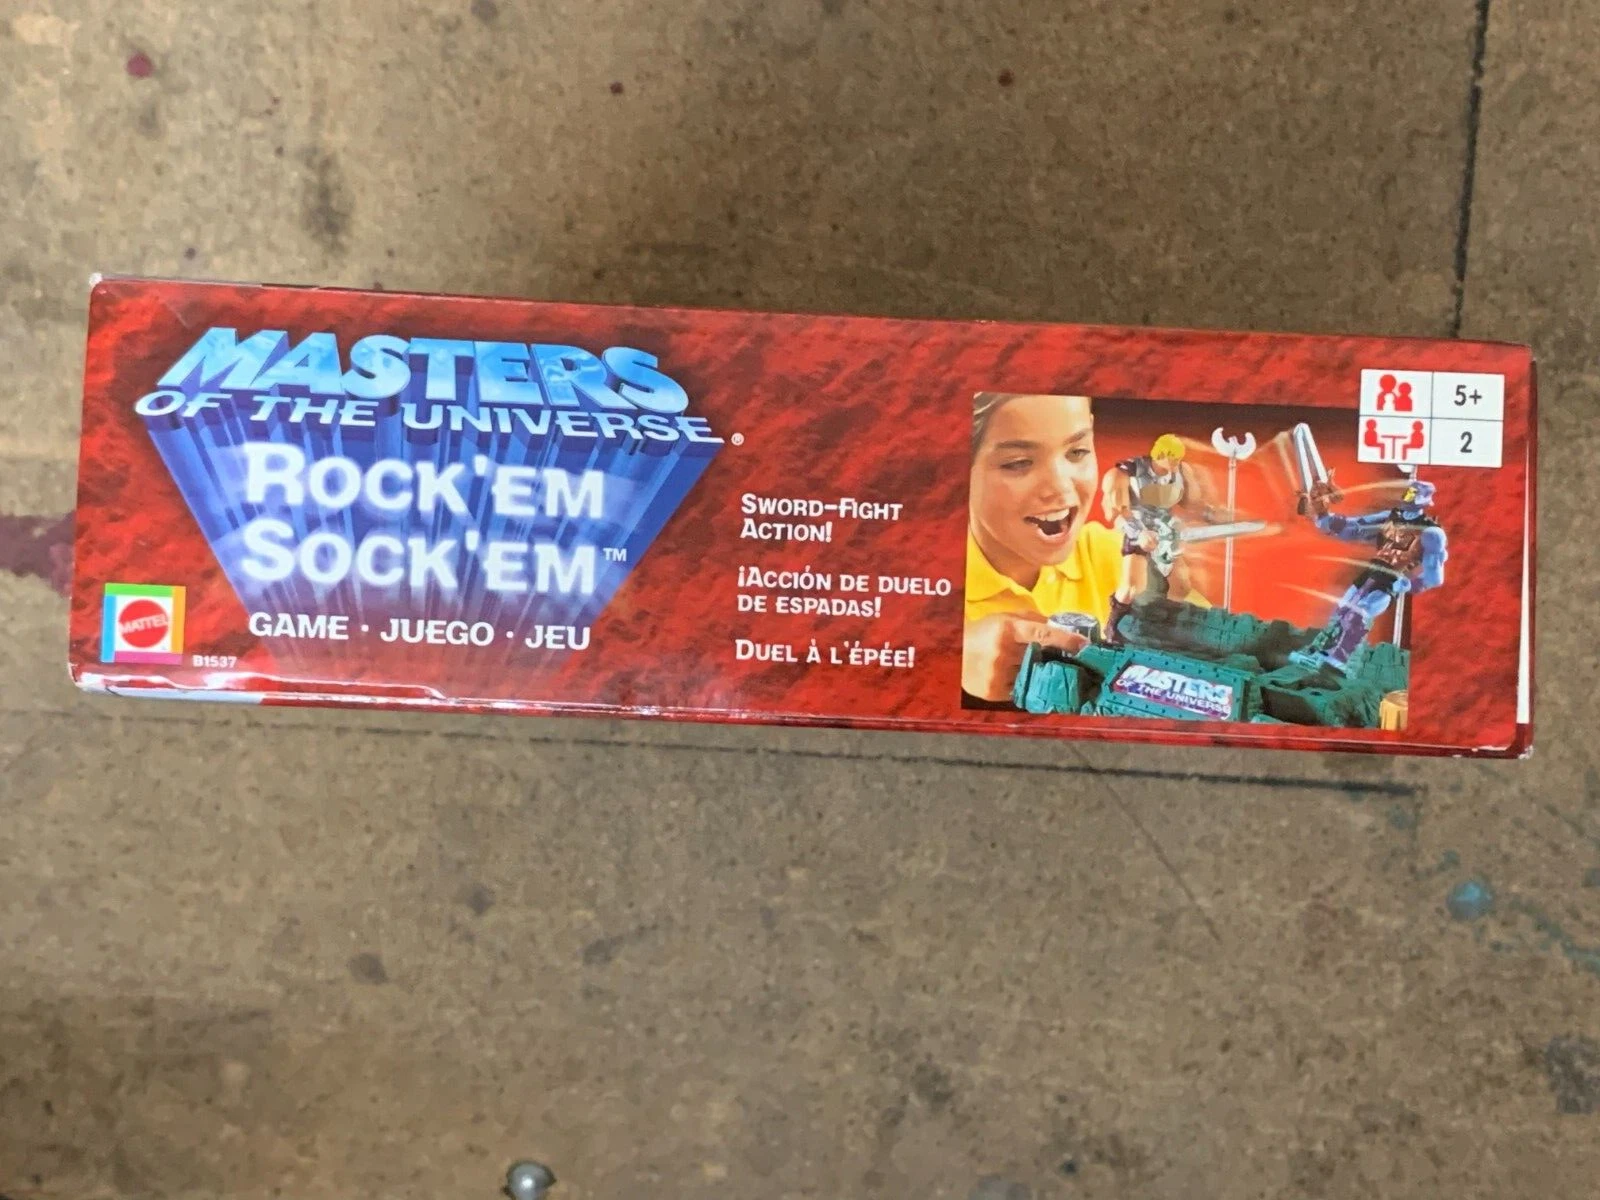 MASTERS
OF THE UNIVERSE®
ROCK'EM
SOCK'EM™
GAME · JUEGO · JEU
MATTEL
B1537
SWORD-FIGHT
ACTION!
¡ACCIÓN DE DUELO
DE ESPADAS!
DUEL À L'ÉPÉE!
5+
2
MASTERS
OF THE UNIVERSE